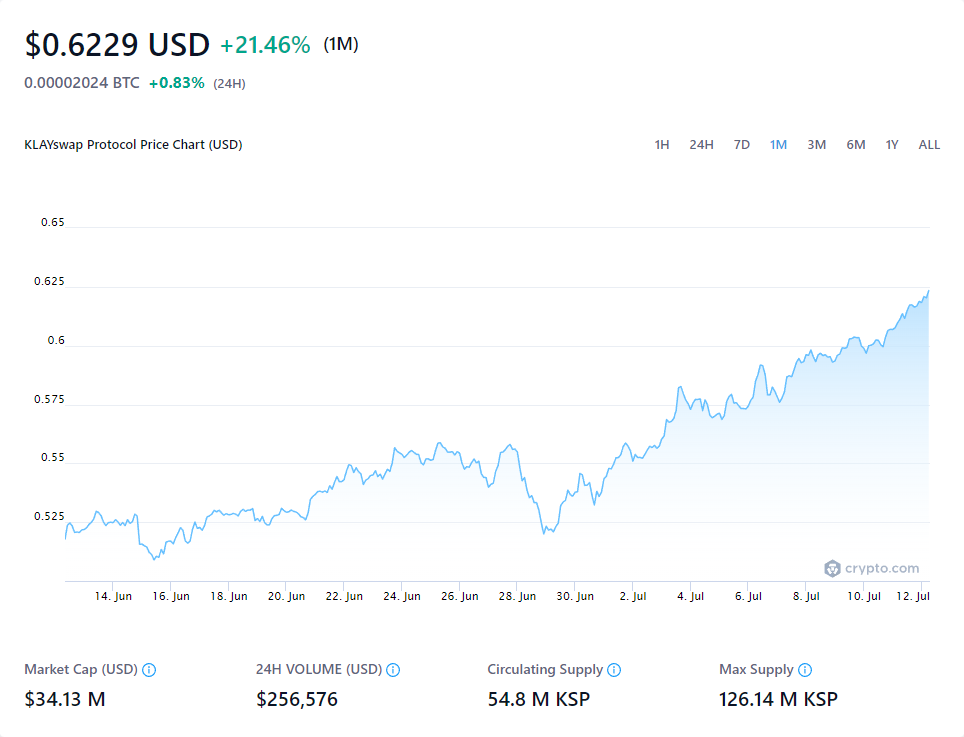 $0.6229 USD +21.46% (1M)
0.00002024 BTC +0.83% (24H)
KLAYswap Protocol Price Chart (USD) 1H 24H 7D 1M 3M 6M 1Y ALL
0.65
0.625
0.6
0.575
0.55
0.525
crypto.com
14. Jun 16. Jun 18. Jun 20. Jun 22. Jun 24. Jun 26. Jun 28. Jun 30. Jun 2. Jul 4. Jul 6. Jul 8. Jul 10. Jul 12. Jul
Market Cap (USD) 24H VOLUME (USD) Circulating Supply Max Supply
$34.13 M $256,576 54.8 M KSP 126.14 M KSP